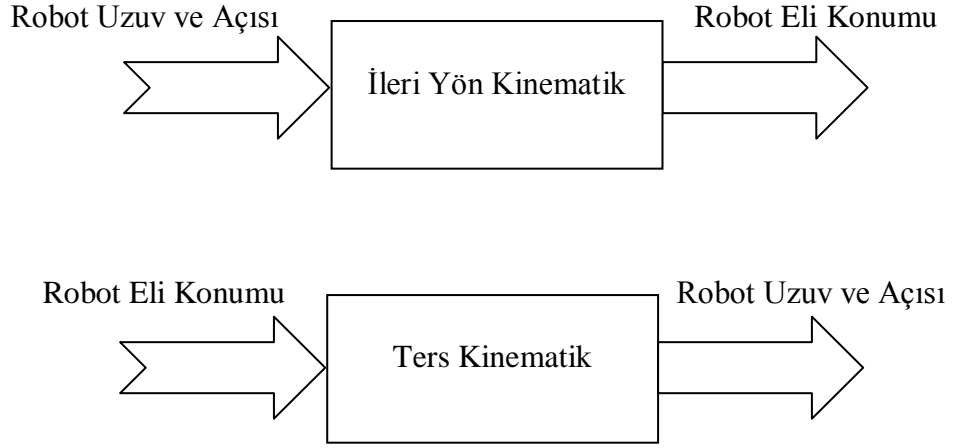 Robot Uzuv ve Açısı
Robot Eli Konumu
İleri Yön Kinematik
Robot Eli Konumu
Robot Uzuv ve Açısı
Ters Kinematik